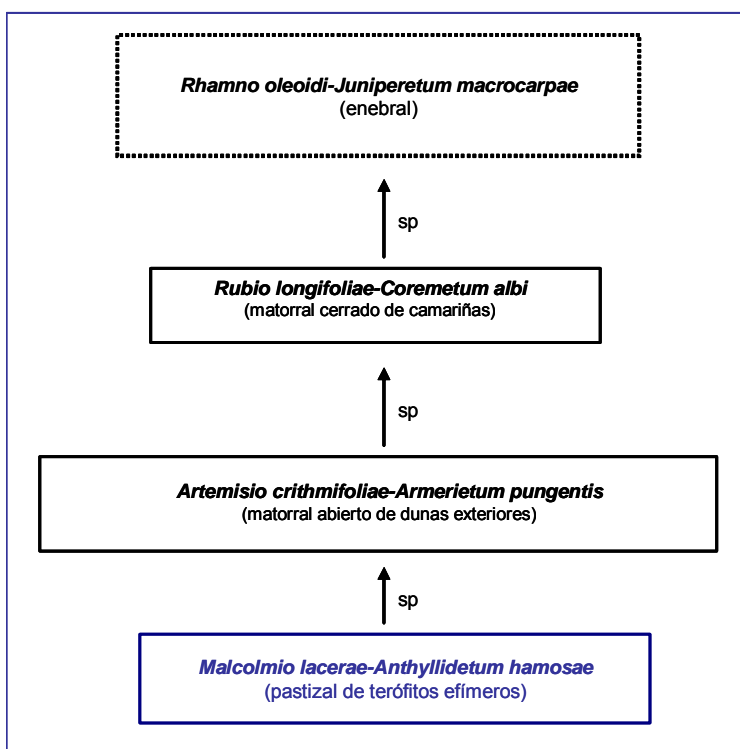 Rhamno oleoidi-Juniperetum macrocarpae
(enebral)
sp
Rubio longifoliae-Coremetum albi
(matorral cerrado de camariñas)
sp
Artemisio crithmifoliae-Armerietum pungentis
(matorral abierto de dunas exteriores)
sp
Malcolmio lacerae-Anthyllidetum hamosae
(pastizal de terófitos efímeros)